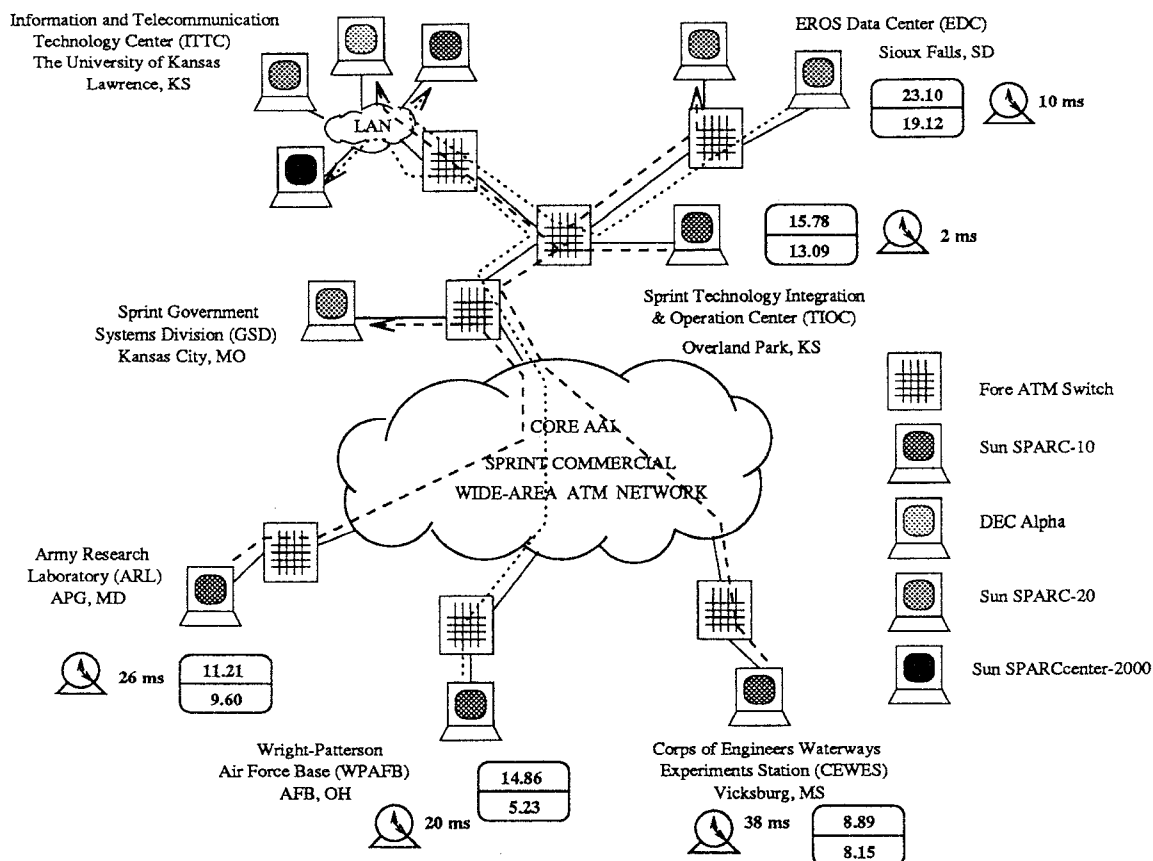 Information and Telecommunication
Technology Center (ITTC)
The University of Kansas
Lawrence, KS
EROS Data Center (EDC)
Sioux Falls, SD
23.10
19.12
10 ms
LAN
15.78
13.09
2 ms
Sprint Technology Integration
& Operation Center (TIOC)
Overland Park, KS
Sprint Government
Systems Division (GSD)
Kansas City, MO
CORE AAI
SPRINT COMMERCIAL
WIDE-AREA ATM NETWORK
Fore ATM Switch
Sun SPARC-10
DEC Alpha
Sun SPARC-20
Sun SPARCcenter-2000
Army Research
Laboratory (ARL)
APG, MD
26 ms
11.21
9.60
Wright-Patterson
Air Force Base (WPAFB)
AFB, OH
20 ms
14.86
5.23
Corps of Engineers Waterways
Experiments Station (CEWES)
Vicksburg, MS
38 ms
8.89
8.15